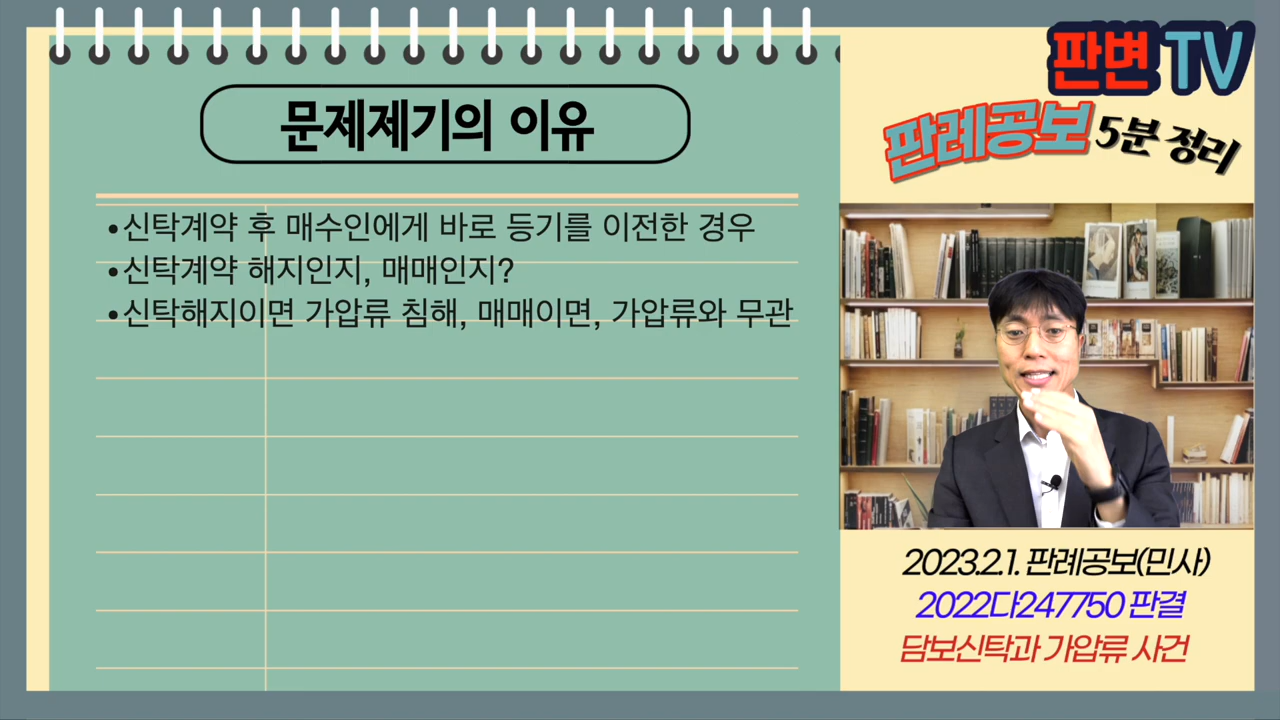 문제제기의 이유
•신탁계약 후 매수인에게 바로 등기를 이전한 경우
•신탁계약 해지인지, 매매인지?
•신탁해지이면 가압류 침해, 매매이면, 가압류와 무관
판변 TV
판례공보 5분 정리
2023.2.1. 판례공보(민사)
2022다247750 판결
담보신탁과 가압류 사건